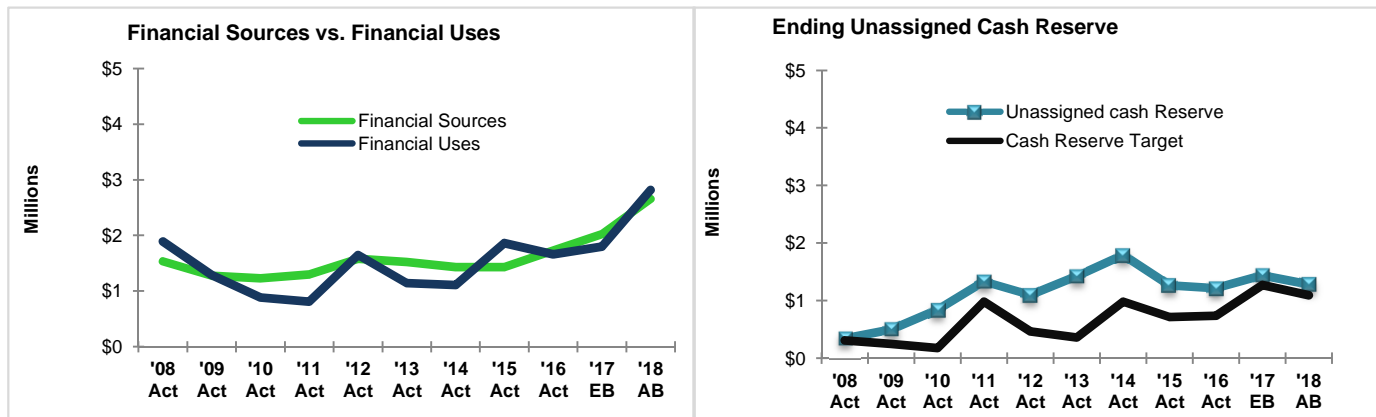 Financial Sources vs. Financial Uses
$5
$4
$3
$2
$1
$0
Millions
Financial Sources
Financial Uses
'08 '09 '10 '11 '12 '13 '14 '15 '16 '17 '18
Act Act Act Act Act Act Act Act Act EB AB
Ending Unassigned Cash Reserve
$5
$4
$3
$2
$1
$0
Millions
Unassigned cash Reserve
Cash Reserve Target
'08 '09 '10 '11 '12 '13 '14 '15 '16 '17 '18
Act Act Act Act Act Act Act Act Act EB AB